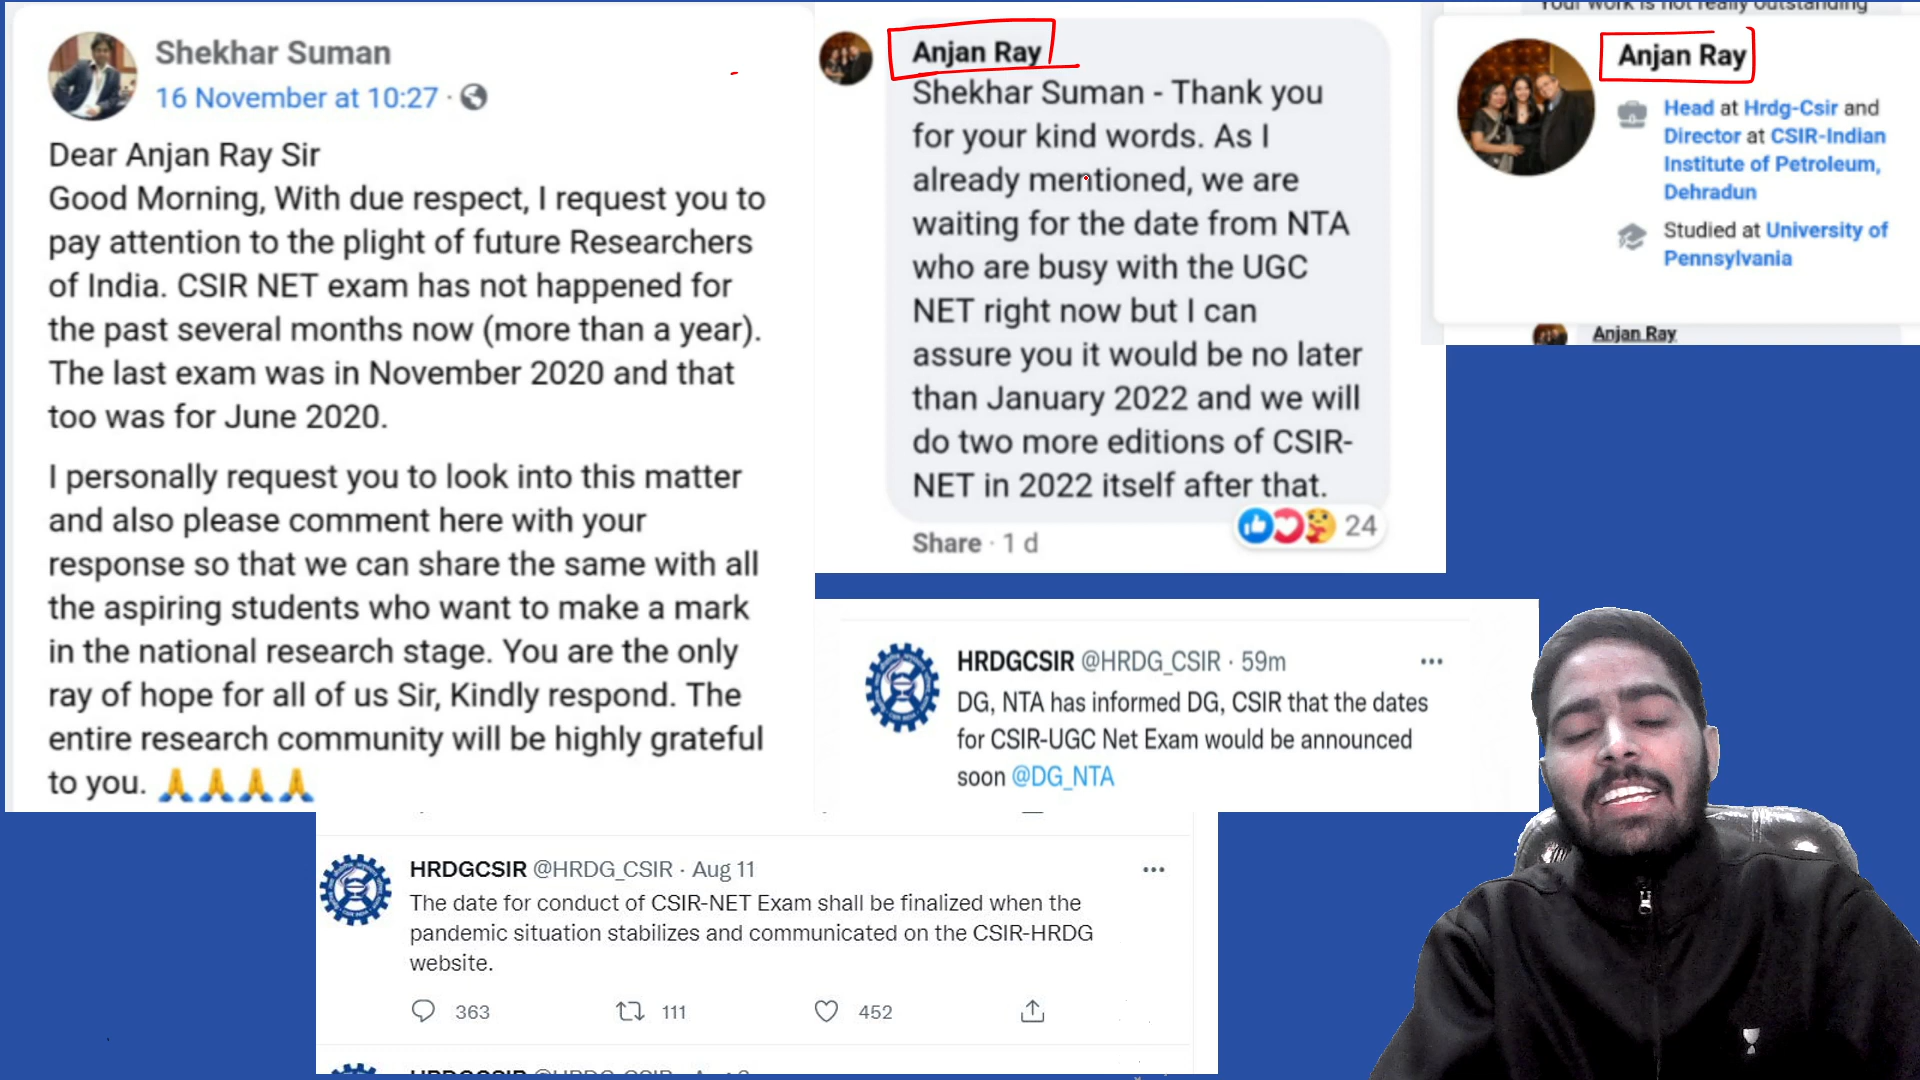 Shekhar Suman
16 November at 10:27 ·
Dear Anjan Ray Sir
Good Morning, With due respect, I request you to
pay attention to the plight of future Researchers
of India. CSIR NET exam has not happened for
the past several months now (more than a year).
The last exam was in November 2020 and that
too was for June 2020.
I personally request you to look into this matter
and also please comment here with your
response so that we can share the same with all
the aspiring students who want to make a mark
in the national research stage. You are the only
ray of hope for all of us Sir, Kindly respond. The
entire research community will be highly grateful
to you. 🙏🙏🙏🙏
Anjan Ray
Shekhar Suman - Thank you
for your kind words. As I
already mentioned, we are
waiting for the date from NTA
who are busy with the UGC
NET right now but I can
assure you it would be no later
than January 2022 and we will
do two more editions of CSIR-
NET in 2022 itself after that.
24
Share · 1 d
Your work is not really outstanding
Anjan Ray
Head at Hrdg-Csir and
Director at CSIR-Indian
Institute of Petroleum,
Dehradun
Studied at University of
Pennsylvania
Anjan Ray
HRDGCSIR @HRDG_CSIR · 59m
DG, NTA has informed DG, CSIR that the dates
for CSIR-UGC Net Exam would be announced
soon @DG_NTA
HRDGCSIR @HRDG_CSIR · Aug 11
The date for conduct of CSIR-NET Exam shall be finalized when the
pandemic situation stabilizes and communicated on the CSIR-HRDG
website.
363 111 452
HRDGCSIR @HRDG_CSIR